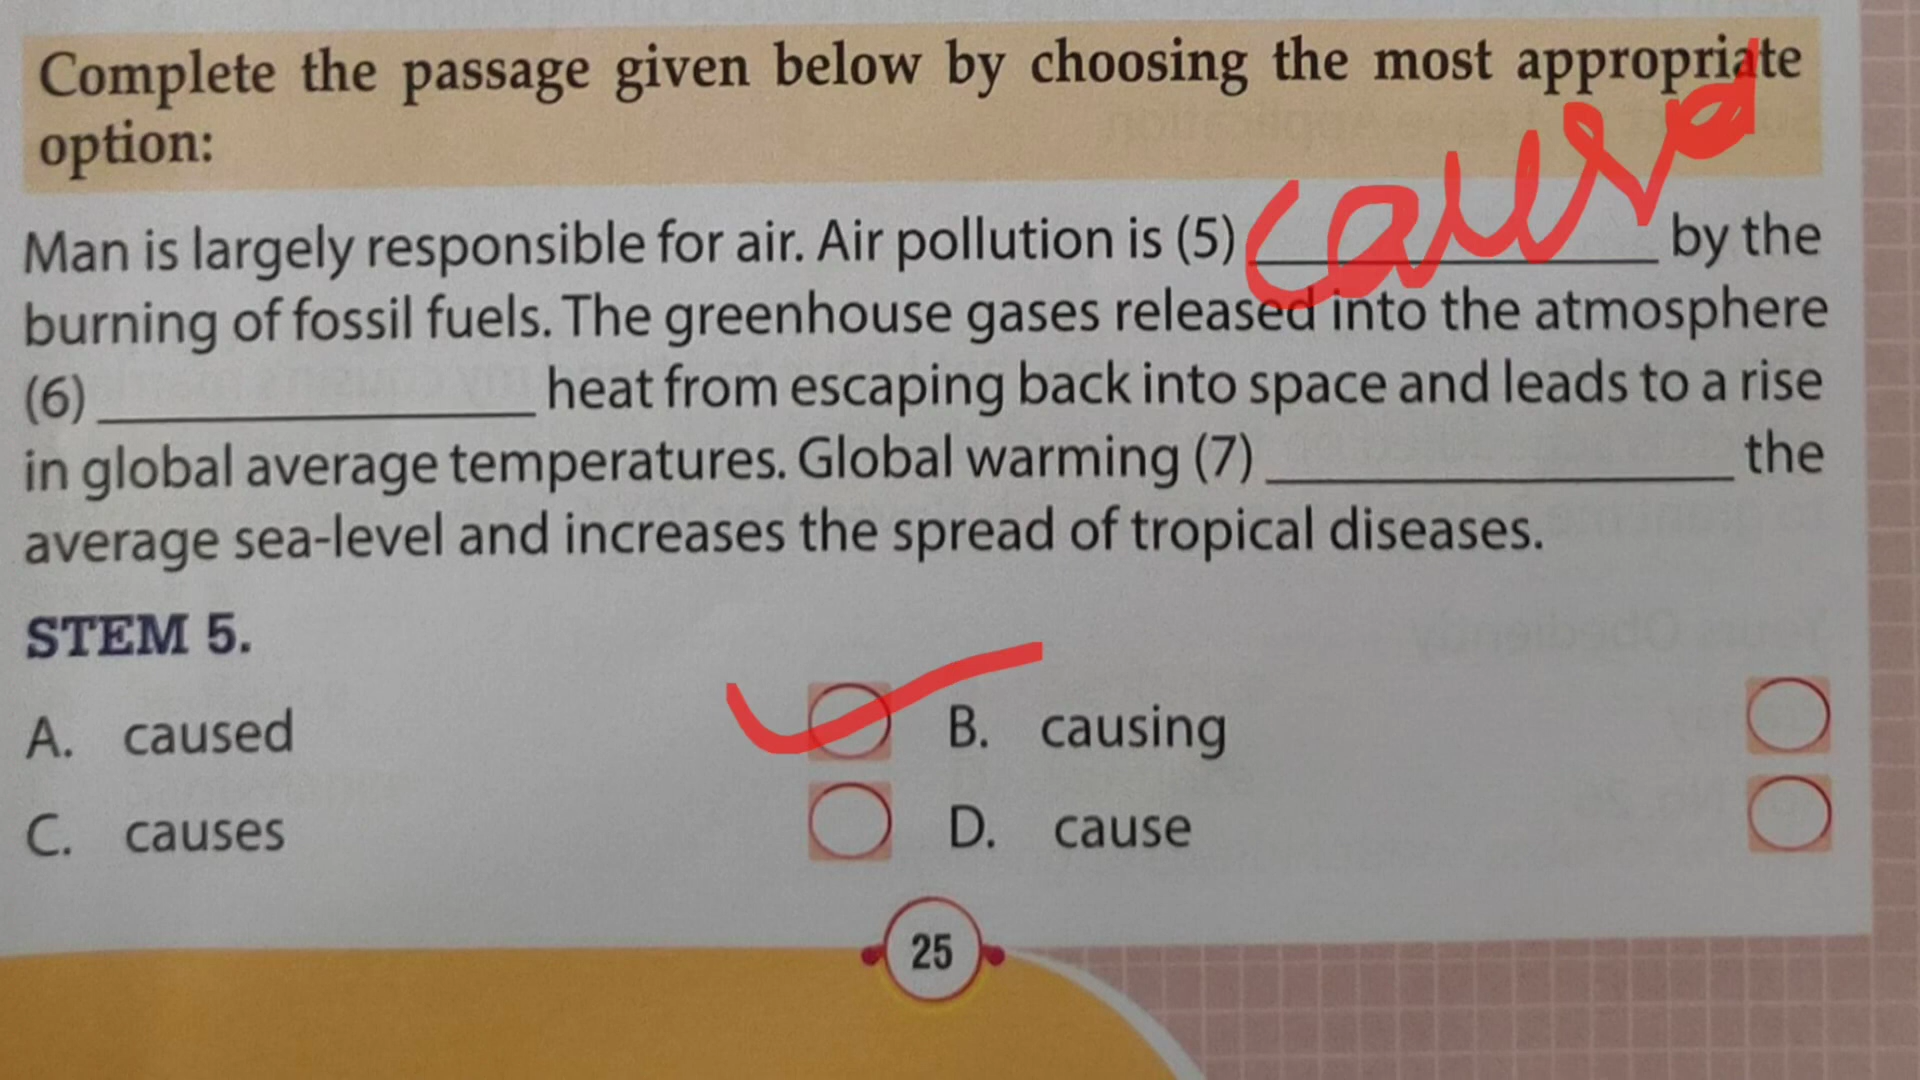 Complete the passage given below by choosing the most appropriate
option:
Man is largely responsible for air. Air pollution is (5) caused by the
burning of fossil fuels. The greenhouse gases released into the atmosphere
(6) ____________ heat from escaping back into space and leads to a rise
in global average temperatures. Global warming (7) ____________ the
average sea-level and increases the spread of tropical diseases.
STEM 5.
A. caused B. causing
C. causes D. cause
25